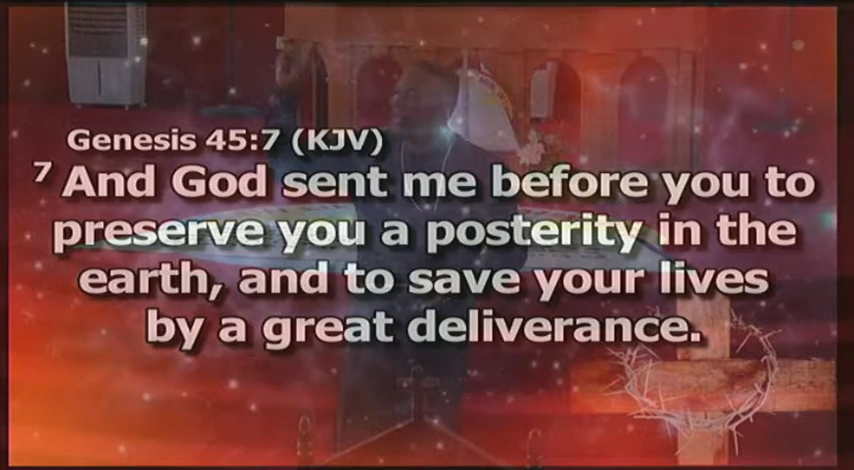 Genesis 45:7 (KJV)
7 And God sent me before you to
preserve you a posterity in the
earth, and to save your lives
by a great deliverance.